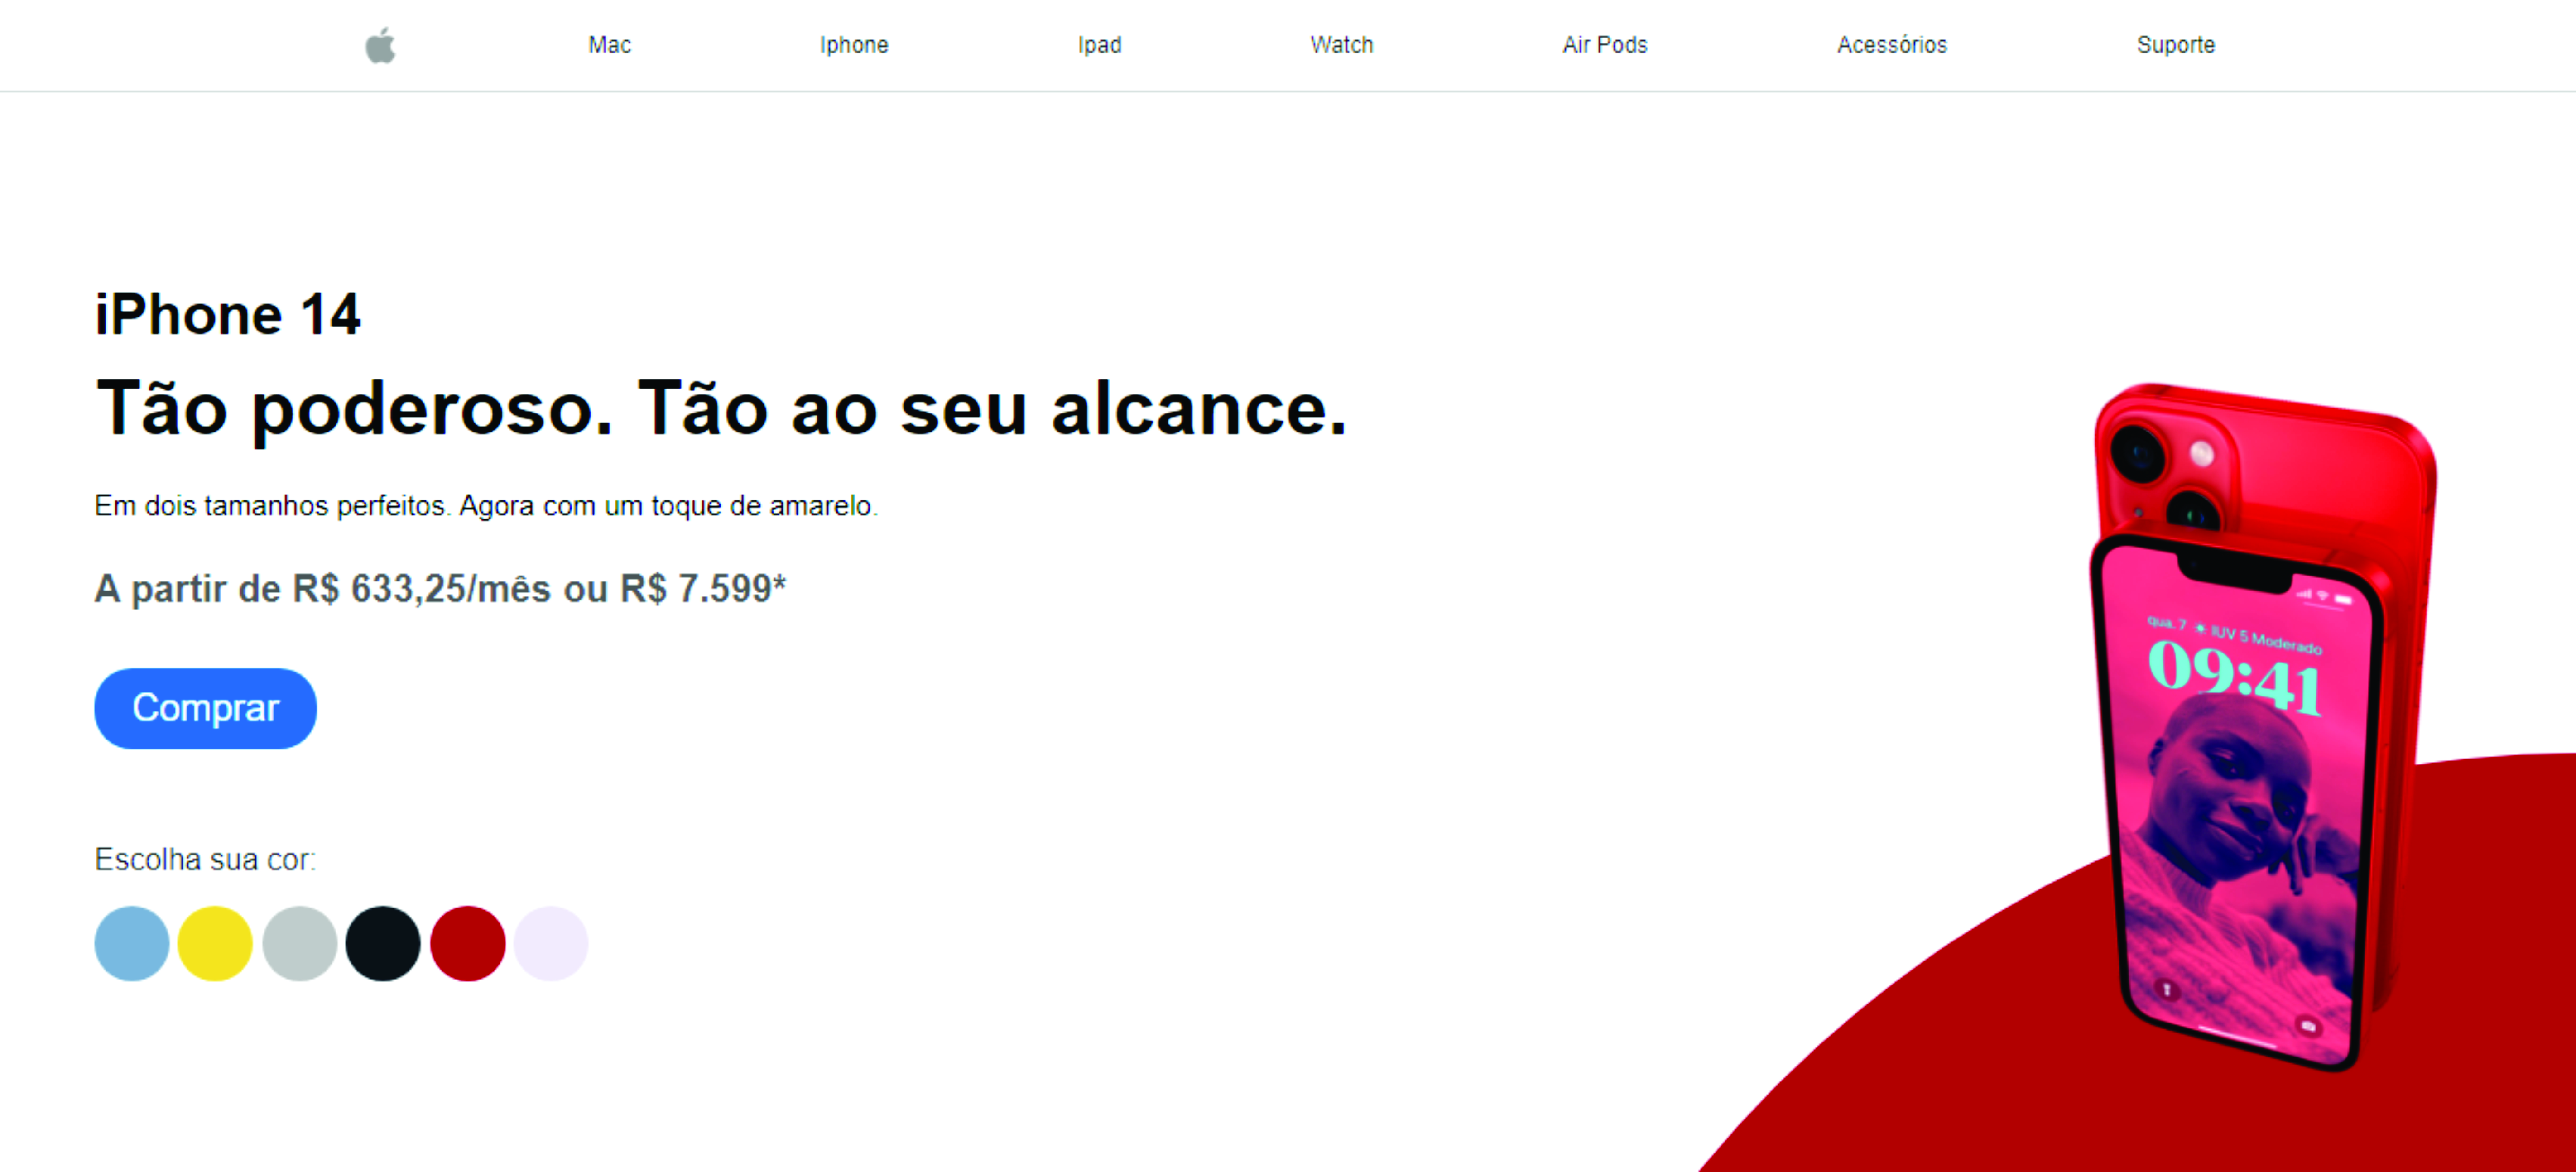 Mac Iphone Ipad Watch Air Pods Acessórios Suporte
iPhone 14
Tão poderoso. Tão ao seu alcance.
Em dois tamanhos perfeitos. Agora com um toque de amarelo.
A partir de R$ 633,25/mês ou R$ 7.599*
Comprar
Escolha sua cor:
qua. 7 IUV 5 Moderado
09:41